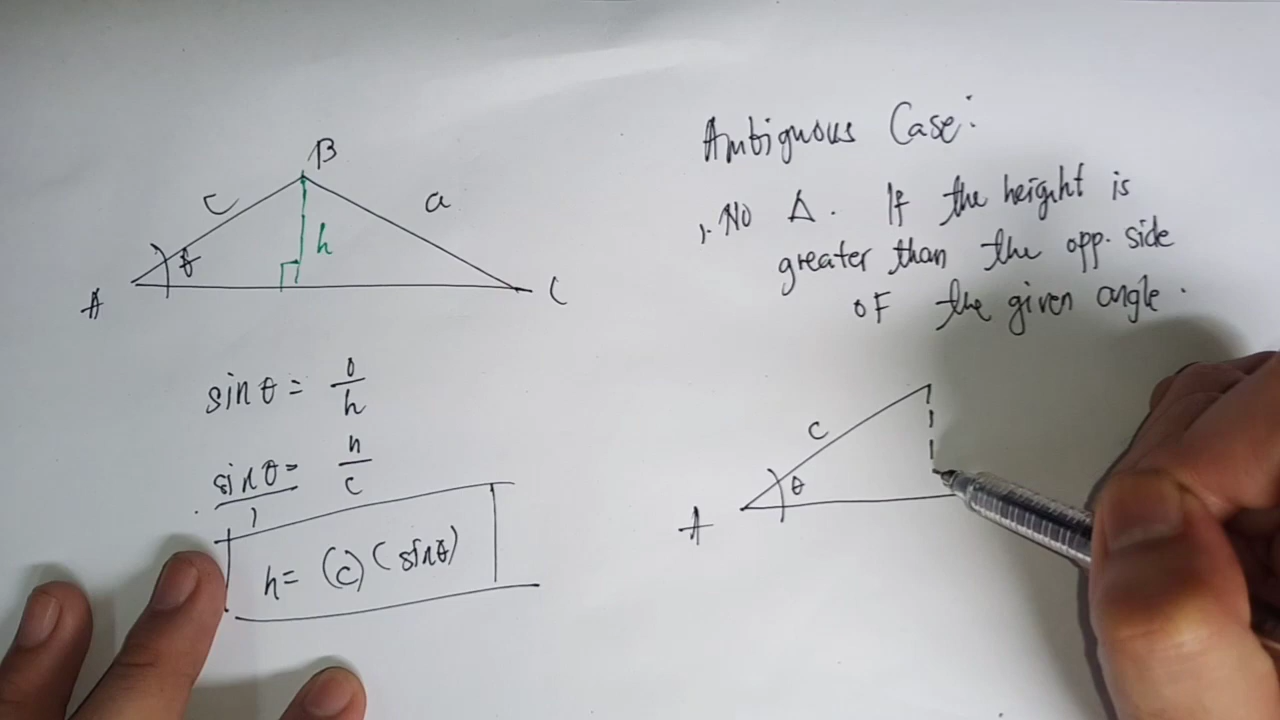 B
c
a
h
θ
A
C
sin θ = o/h
sin θ/1 = h/c
h = (c)(sin θ)
Ambiguous Case:
1. No Δ. If the height is
greater than the opp. side
of the given angle.
c
θ
A